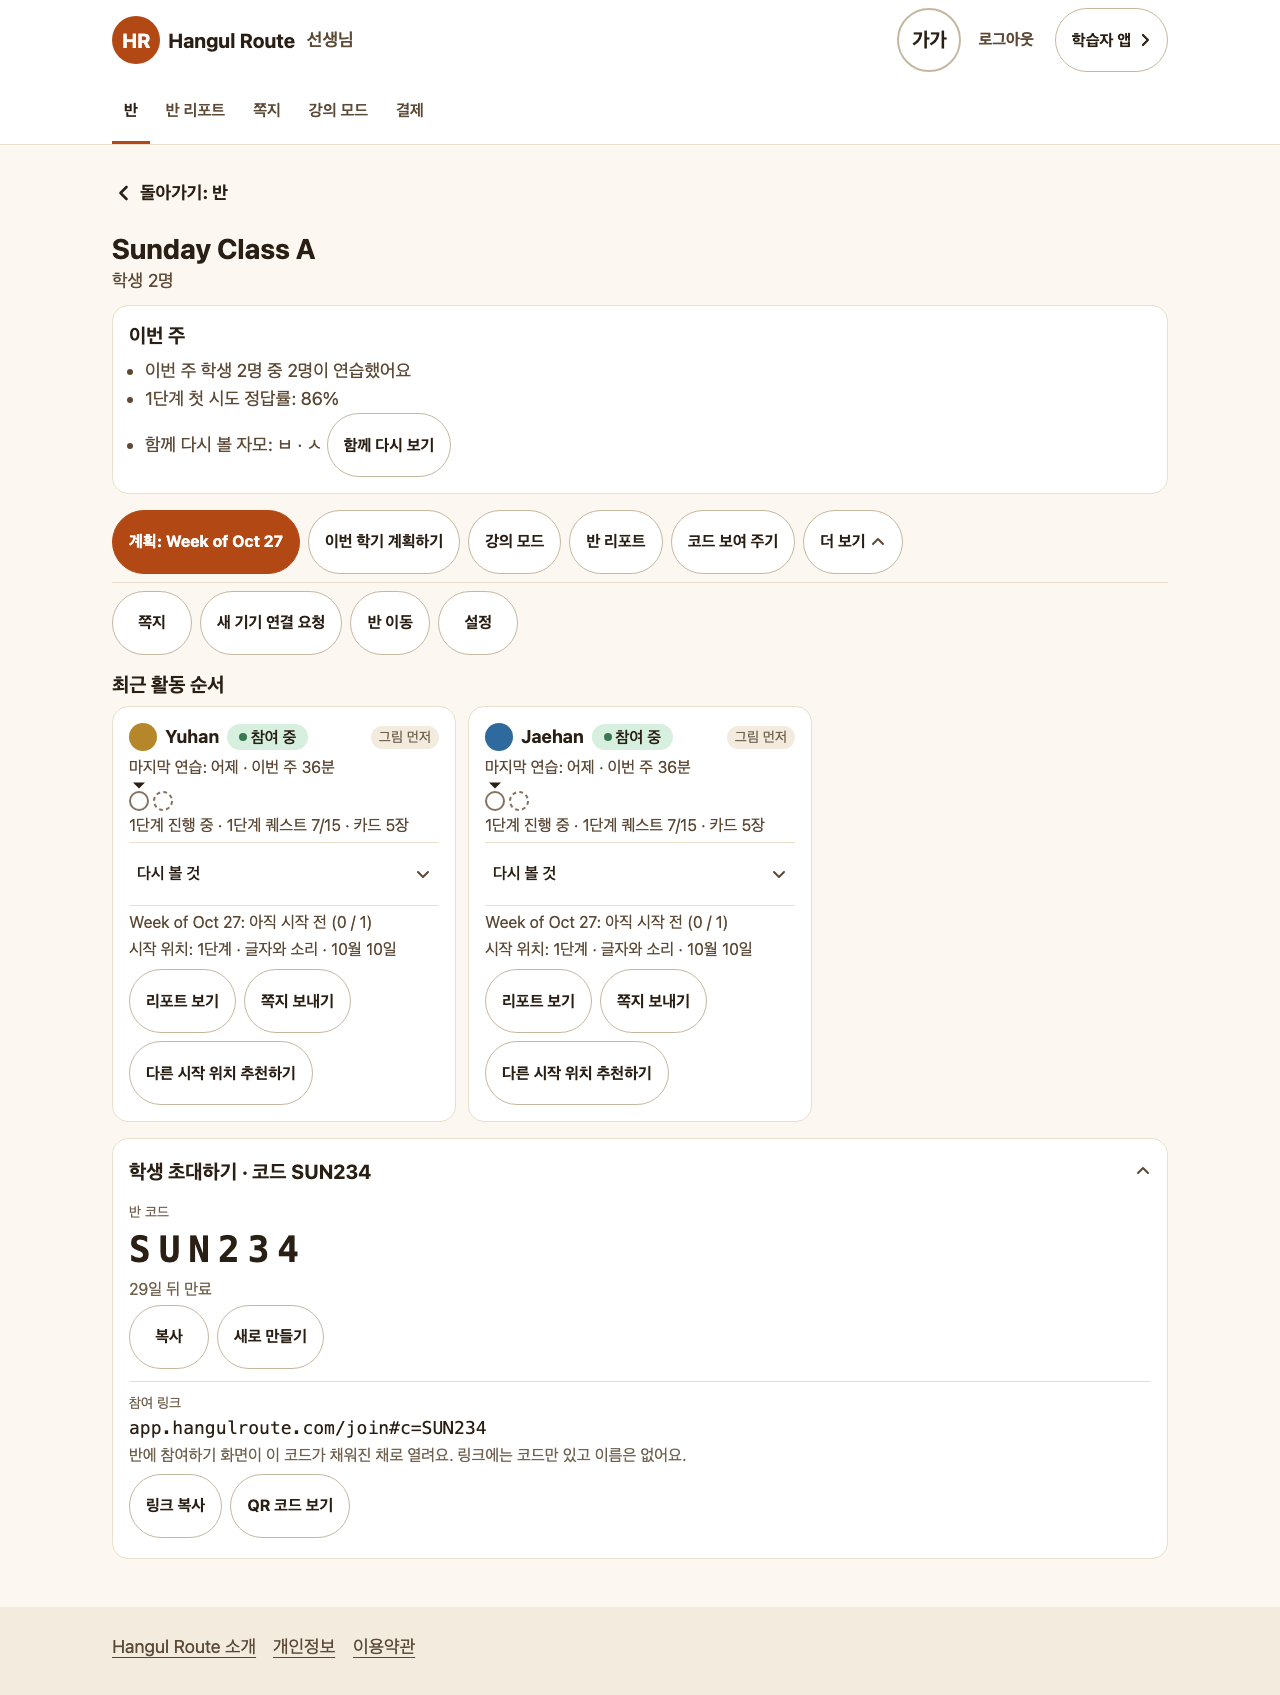 HR Hangul Route 선생님 가가 로그아웃 학습자 앱
반 반 리포트 쪽지 강의 모드 결제
돌아가기: 반
Sunday Class A
학생 2명
이번 주
이번 주 학생 2명 중 2명이 연습했어요
1단계 첫 시도 정답률: 86%
함께 다시 볼 자모: ㅂ · ㅅ 함께 다시 보기
계획: Week of Oct 27 이번 학기 계획하기 강의 모드 반 리포트 코드 보여 주기 더 보기
쪽지 새 기기 연결 요청 반 이동 설정
최근 활동 순서
Yuhan 참여 중 그림 먼저
마지막 연습: 어제 · 이번 주 36분
1단계 진행 중 · 1단계 퀘스트 7/15 · 카드 5장
다시 볼 것
Week of Oct 27: 아직 시작 전 (0 / 1)
시작 위치: 1단계 · 글자와 소리 · 10월 10일
리포트 보기 쪽지 보내기
다른 시작 위치 추천하기
Jaehan 참여 중 그림 먼저
마지막 연습: 어제 · 이번 주 36분
1단계 진행 중 · 1단계 퀘스트 7/15 · 카드 5장
다시 볼 것
Week of Oct 27: 아직 시작 전 (0 / 1)
시작 위치: 1단계 · 글자와 소리 · 10월 10일
리포트 보기 쪽지 보내기
다른 시작 위치 추천하기
학생 초대하기 · 코드 SUN234
반 코드
SUN234
29일 뒤 만료
복사 새로 만들기
참여 링크
app.hangulroute.com/join#c=SUN234
반에 참여하기 화면이 이 코드가 채워진 채로 열려요. 링크에는 코드만 있고 이름은 없어요.
링크 복사 QR 코드 보기
Hangul Route 소개 개인정보 이용약관